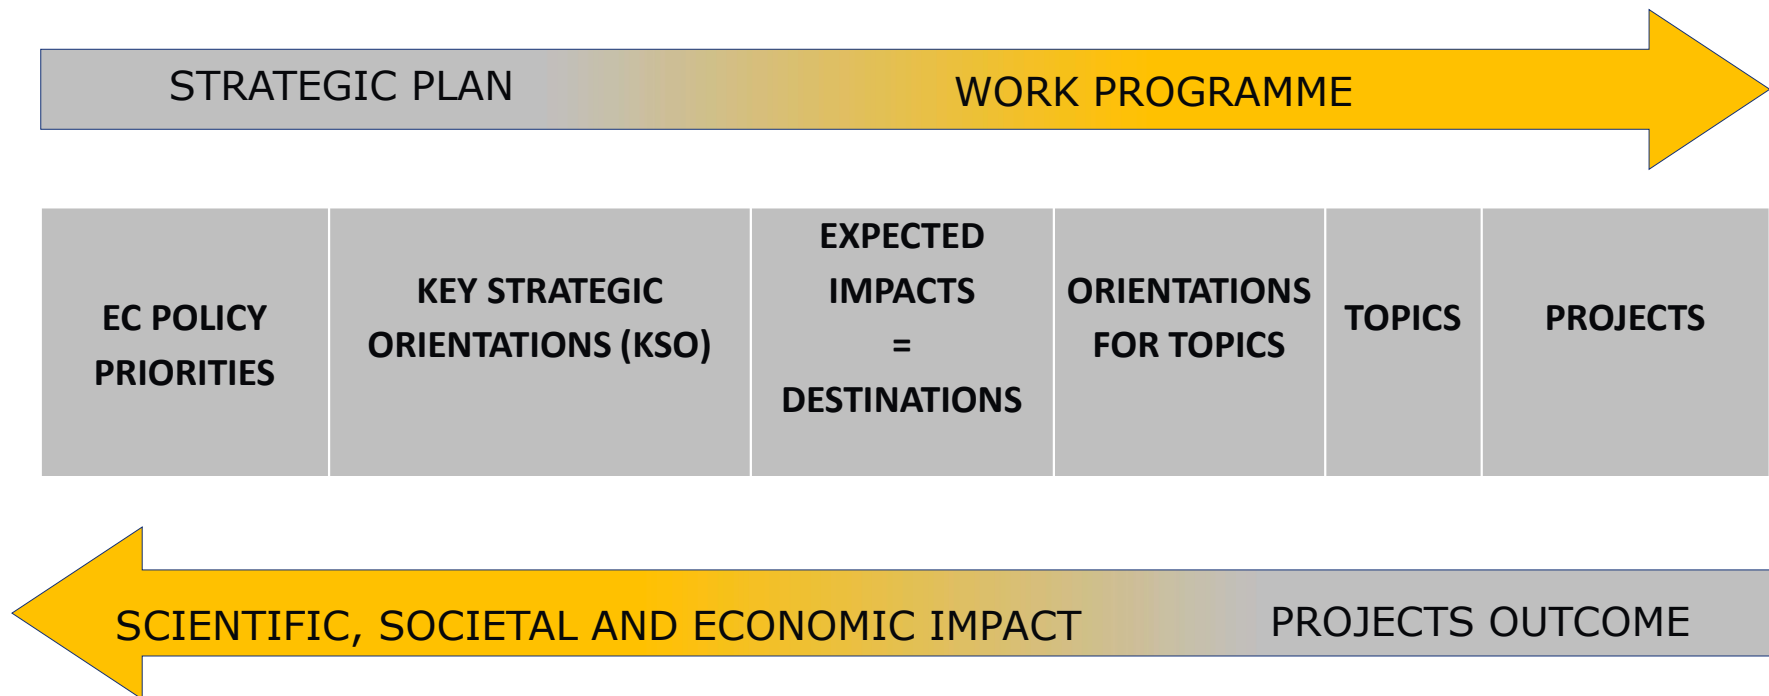 STRATEGIC PLAN
WORK PROGRAMME
EC POLICY
PRIORITIES
KEY STRATEGIC
ORIENTATIONS (KSO)
EXPECTED
IMPACTS
=
DESTINATIONS
ORIENTATIONS
FOR TOPICS
TOPICS
PROJECTS
SCIENTIFIC, SOCIETAL AND ECONOMIC IMPACT
PROJECTS OUTCOME